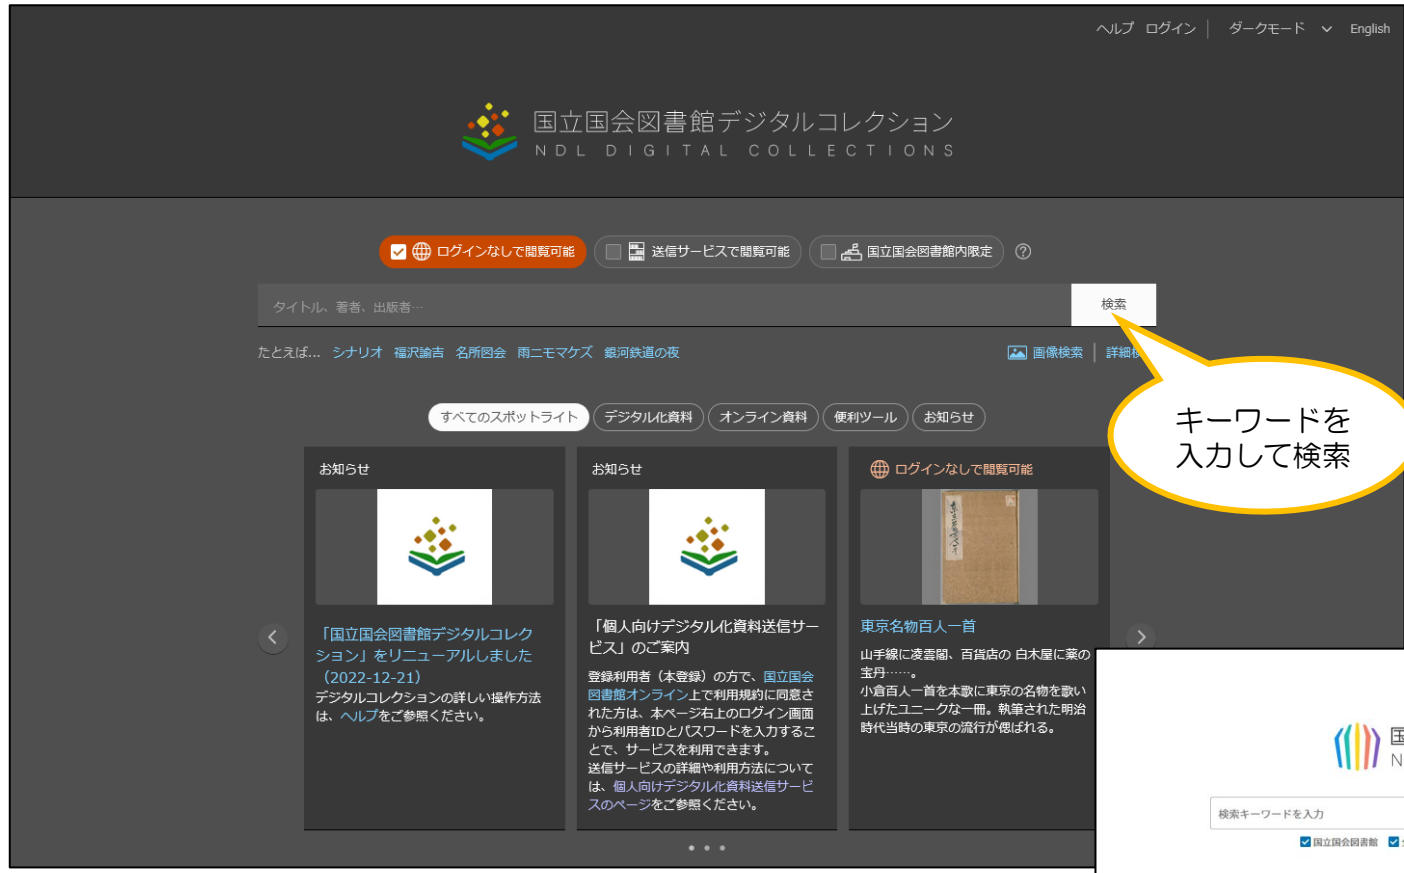 ヘルプ ログイン ダークモード English
国立国会図書館デジタルコレクション
NDL DIGITAL COLLECTIONS
ログインなしで閲覧可能 送信サービスで閲覧可能 国立国会図書館内限定
タイトル、著者、出版者…
検索
たとえば... シナリオ 福沢諭吉 名所図会 雨ニモマケズ 銀河鉄道の夜
画像検索 詳細検
キーワードを
入力して検索
すべてのスポットライト デジタル化資料 オンライン資料 便利ツール お知らせ
お知らせ
「国立国会図書館デジタルコレク
ション」をリニューアルしました
（2022-12-21）
デジタルコレクションの詳しい操作方法
は、ヘルプをご参照ください。
お知らせ
「個人向けデジタル化資料送信サー
ビス」のご案内
登録利用者（本登録）の方で、国立国会
図書館オンライン上で利用規約に同意さ
れた方は、本ページ右上のログイン画面
から利用者IDとパスワードを入力するこ
とで、サービスを利用できます。
送信サービスの詳細や利用方法について
は、個人向けデジタル化資料送信サービ
スのページをご参照ください。
ログインなしで閲覧可能
東京名物百人一首
山手線に凌雲閣、百貨店の 白木屋に薬の
宝丹……。
小倉百人一首を本歌に東京の名物を歌い
上げたユニークな一冊。執筆された明治
時代当時の東京の流行が偲ばれる。
国
N
検索キーワードを入力
国立国会図書館